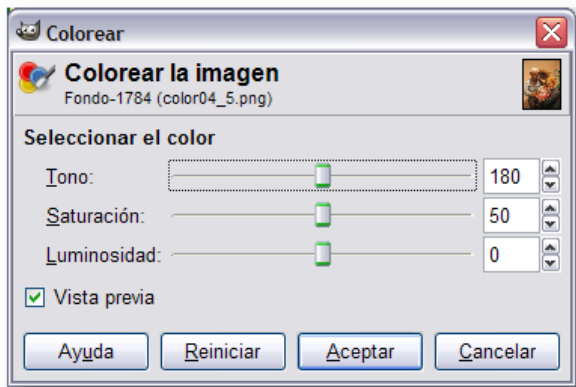 Colorear
Colorear la imagen
Fondo-1784 (color04_5.png)
Seleccionar el color
Tono: 180
Saturación: 50
Luminosidad: 0
Vista previa
Ayuda Reiniciar Aceptar Cancelar